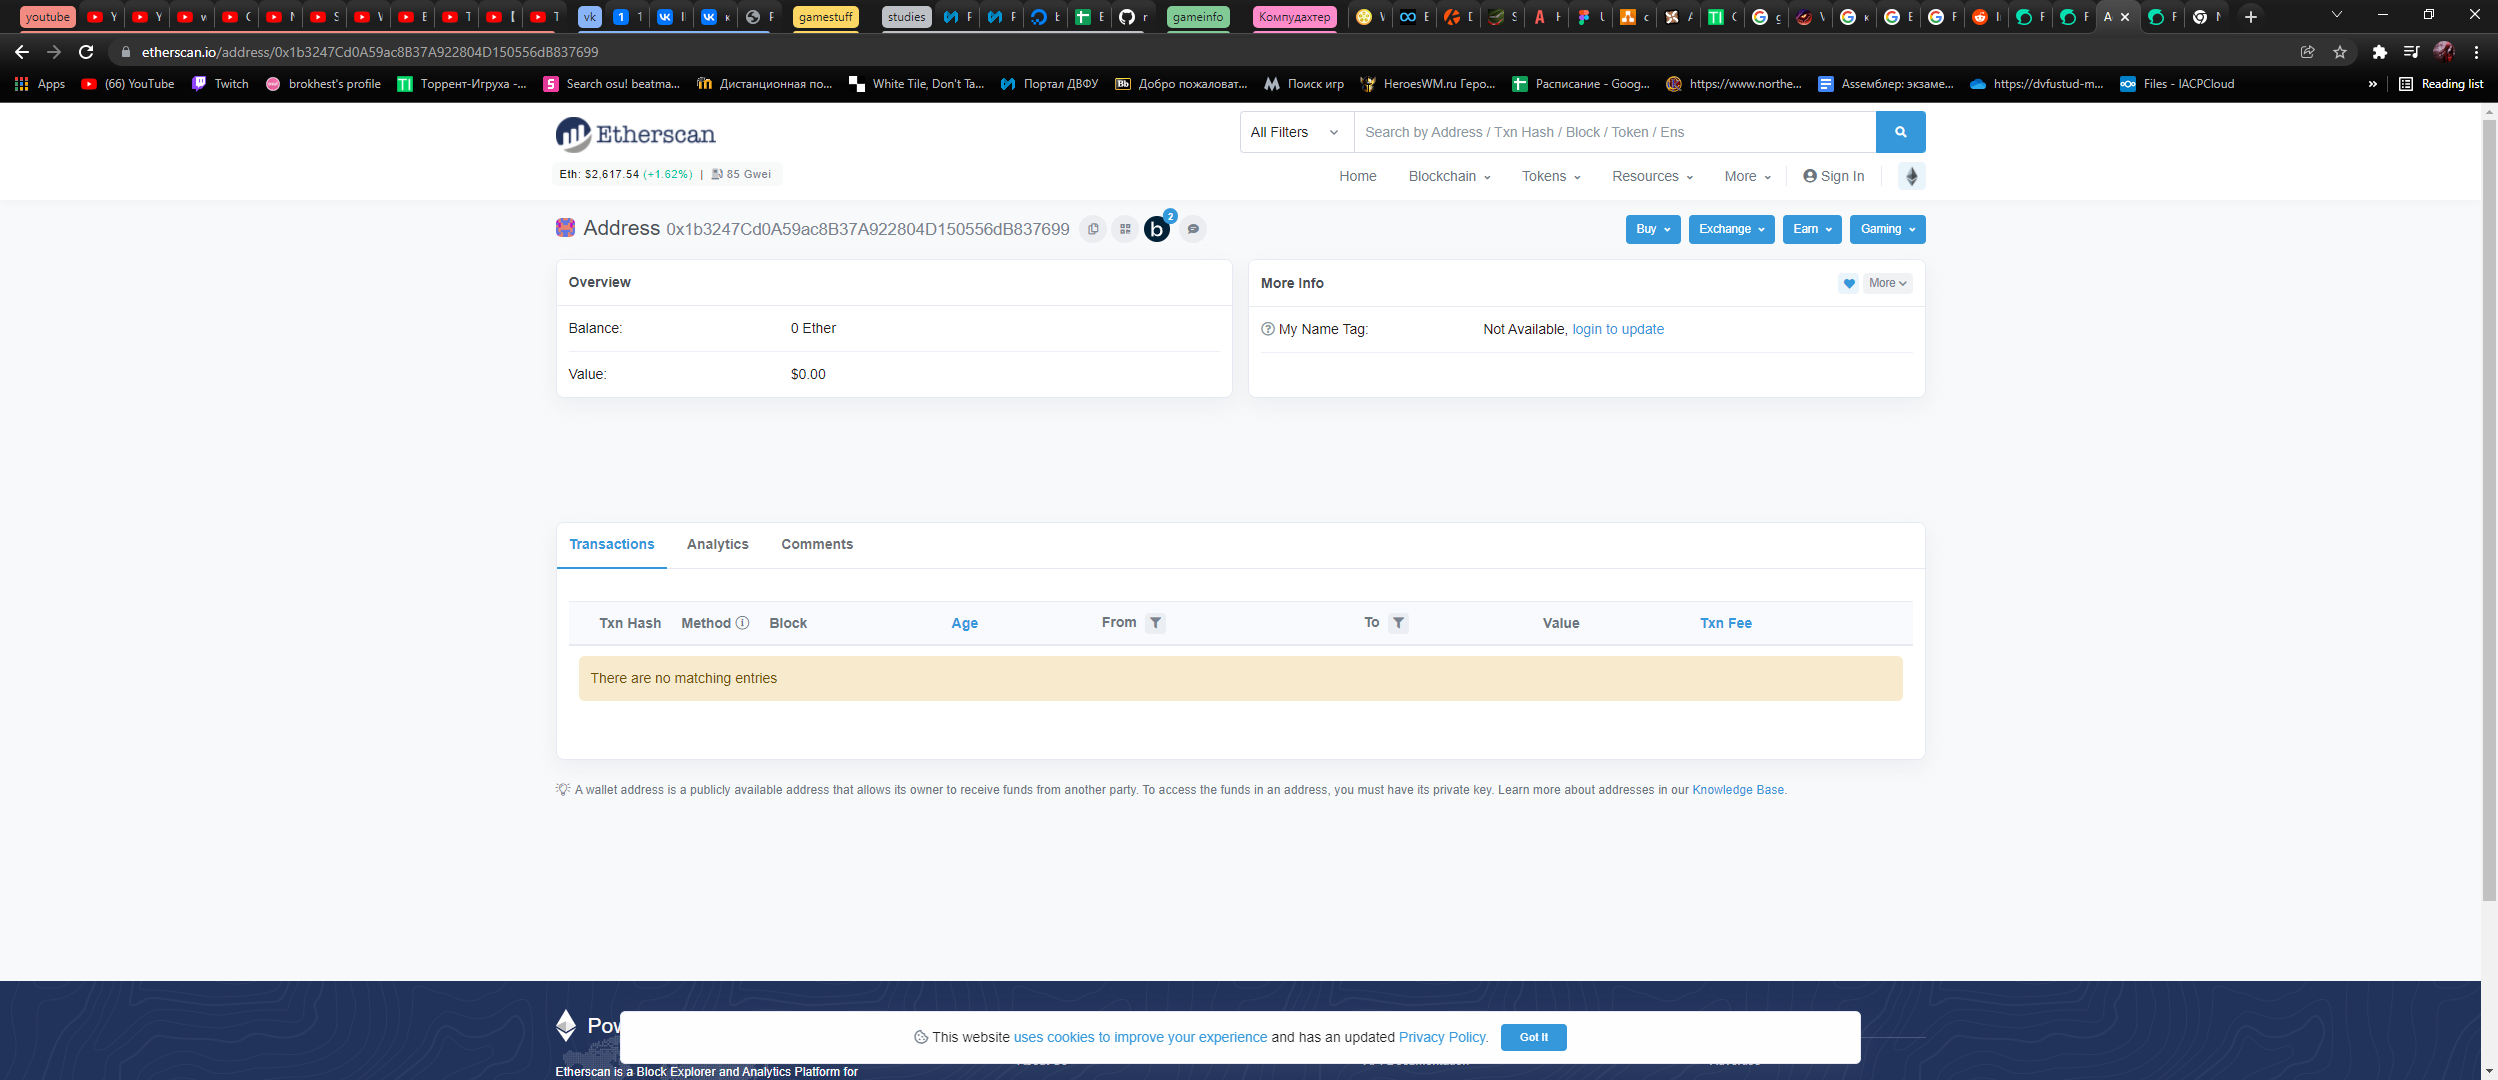 youtube
vk
gamestuff
studies
gameinfo
Компудахтер
etherscan.io/address/0x1b3247Cd0A59ac8B37A922804D150556dB837699
Apps
(66) YouTube
Twitch
brokhest's profile
Торрент-Игруха -...
Search osu! beatma...
Дистанционная по...
White Tile, Don't Ta...
Портал ДВФУ
Добро пожаловат...
Поиск игр
HeroesWM.ru Геро...
Расписание - Goog...
https://www.northe...
Ассемблер: экзаме...
https://dvfustud-m...
Files - IACPCloud
»
Reading list
Etherscan
All Filters
Search by Address / Txn Hash / Block / Token / Ens
Eth: $2,617.54 (+1.62%) | 85 Gwei
Home
Blockchain
Tokens
Resources
More
Sign In
Address 0x1b3247Cd0A59ac8B37A922804D150556dB837699
b
2
Buy
Exchange
Earn
Gaming
Overview
Balance: 0 Ether
Value: $0.00
More Info
More
My Name Tag: Not Available, login to update
Transactions
Analytics
Comments
Txn Hash Method Block Age From To Value Txn Fee
There are no matching entries
A wallet address is a publicly available address that allows its owner to receive funds from another party. To access the funds in an address, you must have its private key. Learn more about addresses in our Knowledge Base.
This website uses cookies to improve your experience and has an updated Privacy Policy.
Got It
Etherscan is a Block Explorer and Analytics Platform for